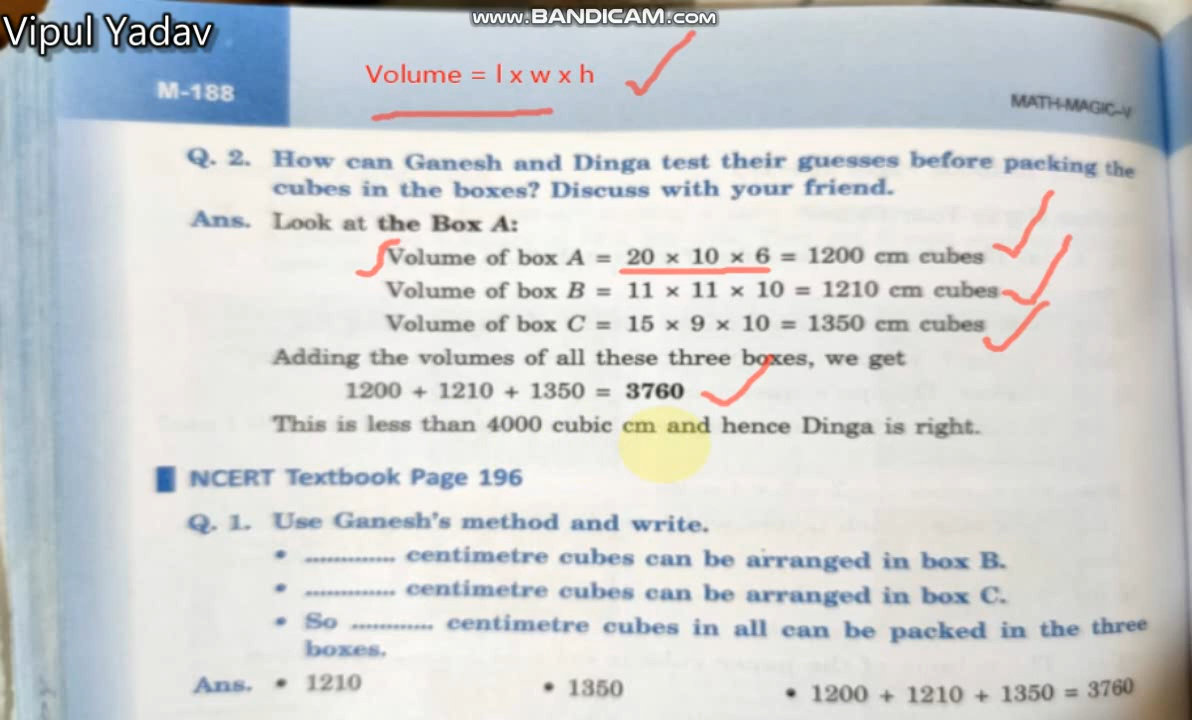 www.BANDICAM.com
Vipul Yadav
Volume = l x w x h
M-188
MATH-MAGIC-V
Q. 2. How can Ganesh and Dinga test their guesses before packing the
cubes in the boxes? Discuss with your friend.
Ans. Look at the Box A:
Volume of box A = 20 × 10 × 6 = 1200 cm cubes
Volume of box B = 11 × 11 × 10 = 1210 cm cubes
Volume of box C = 15 × 9 × 10 = 1350 cm cubes
Adding the volumes of all these three boxes, we get
1200 + 1210 + 1350 = 3760
This is less than 4000 cubic cm and hence Dinga is right.
NCERT Textbook Page 196
Q. 1. Use Ganesh's method and write.
• ............. centimetre cubes can be arranged in box B.
• ............. centimetre cubes can be arranged in box C.
• So ............ centimetre cubes in all can be packed in the three
boxes.
Ans. • 1210 • 1350 • 1200 + 1210 + 1350 = 3760